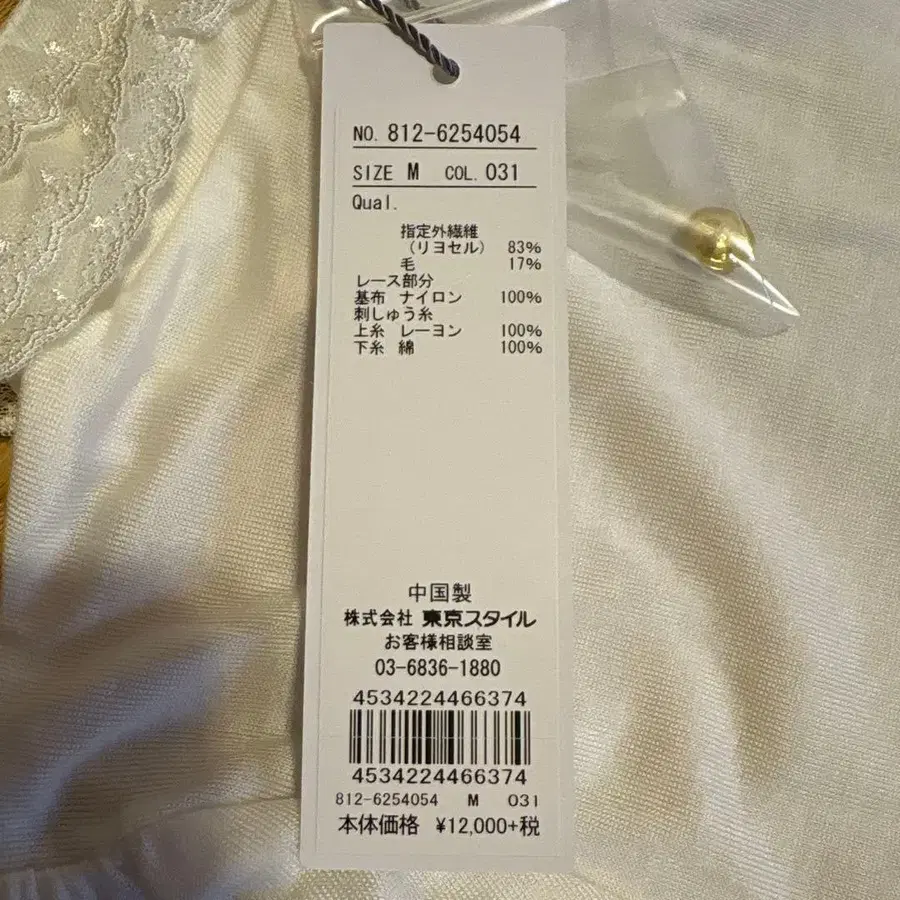 NO. 812-6254054
SIZE M COL. 031
Qual.
指定外繊維
(リヨセル) 83%
毛 17%
レース部分
基布 ナイロン 100%
刺しゅう糸
上糸 レーヨン 100%
下糸 綿 100%
中国製
株式会社 東京スタイル
お客様相談室
03-6836-1880
4534224466374
4534224466374
812-6254054 M 031
本体価格 ¥12,000+税